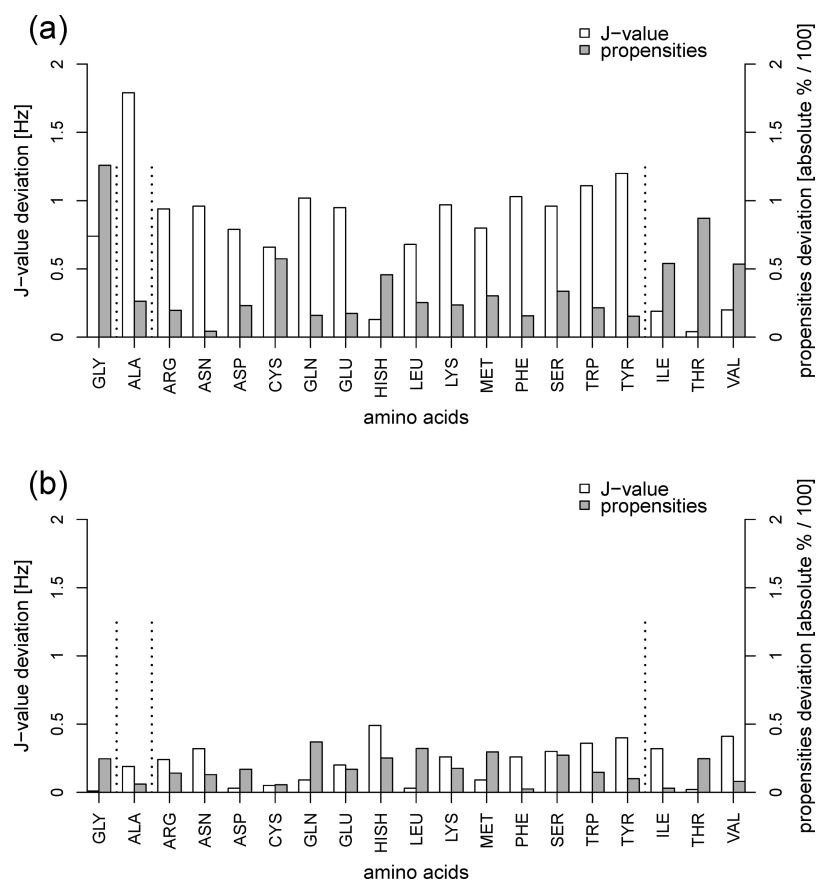 (a)
J-value
propensities
J-value deviation [Hz]
0
0.5
1
1.5
2
0
0.5
1
1.5
2
propensities deviation [absolute % / 100]
GLY
ALA
ARG
ASN
ASP
CYS
GLN
GLU
HISH
LEU
LYS
MET
PHE
SER
TRP
TYR
ILE
THR
VAL
amino acids
(b)
J-value
propensities
J-value deviation [Hz]
0
0.5
1
1.5
2
0
0.5
1
1.5
2
propensities deviation [absolute % / 100]
GLY
ALA
ARG
ASN
ASP
CYS
GLN
GLU
HISH
LEU
LYS
MET
PHE
SER
TRP
TYR
ILE
THR
VAL
amino acids